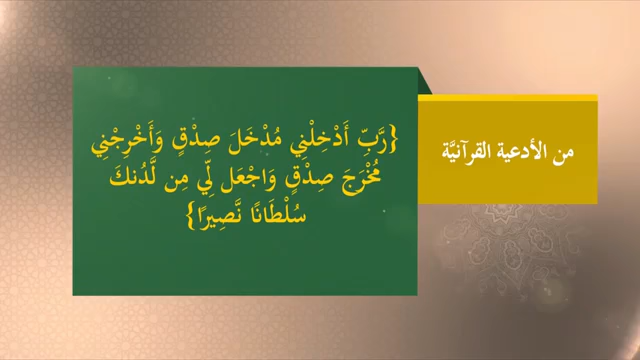 من الأدعية القرآنيَّة
{رَّبِّ أَدْخِلْنِي مُدْخَلَ صِدْقٍ وَأَخْرِجْنِي
مُخْرَجَ صِدْقٍ وَاجْعَل لِّي مِن لَّدُنكَ
سُلْطَانًا نَّصِيرًا}